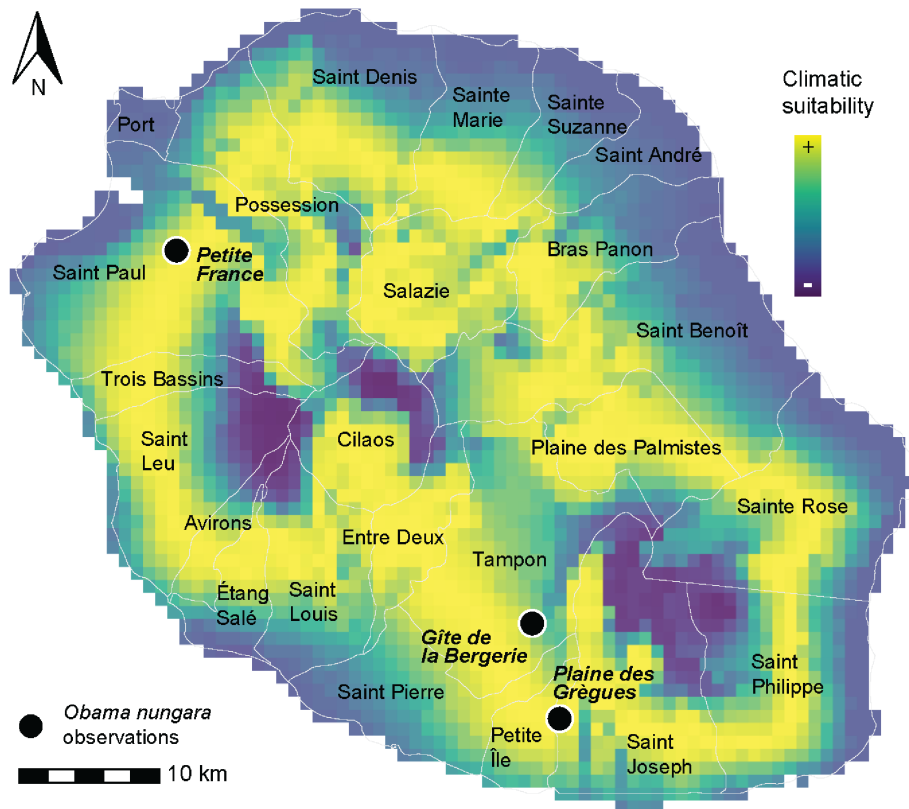 N
Saint Denis
Sainte
Marie
Sainte
Suzanne
Saint André
Port
Climatic
suitability
+
-
Possession
Petite
France
Saint Paul
Bras Panon
Salazie
Saint Benoît
Trois Bassins
Saint
Leu
Cilaos
Plaine des Palmistes
Sainte Rose
Avirons
Entre Deux
Tampon
Étang
Salé
Saint
Louis
Gîte de
la Bergerie
Plaine des
Grègues
Saint
Philippe
Saint Pierre
Petite
Île
Saint
Joseph
Obama nungara
observations
10 km